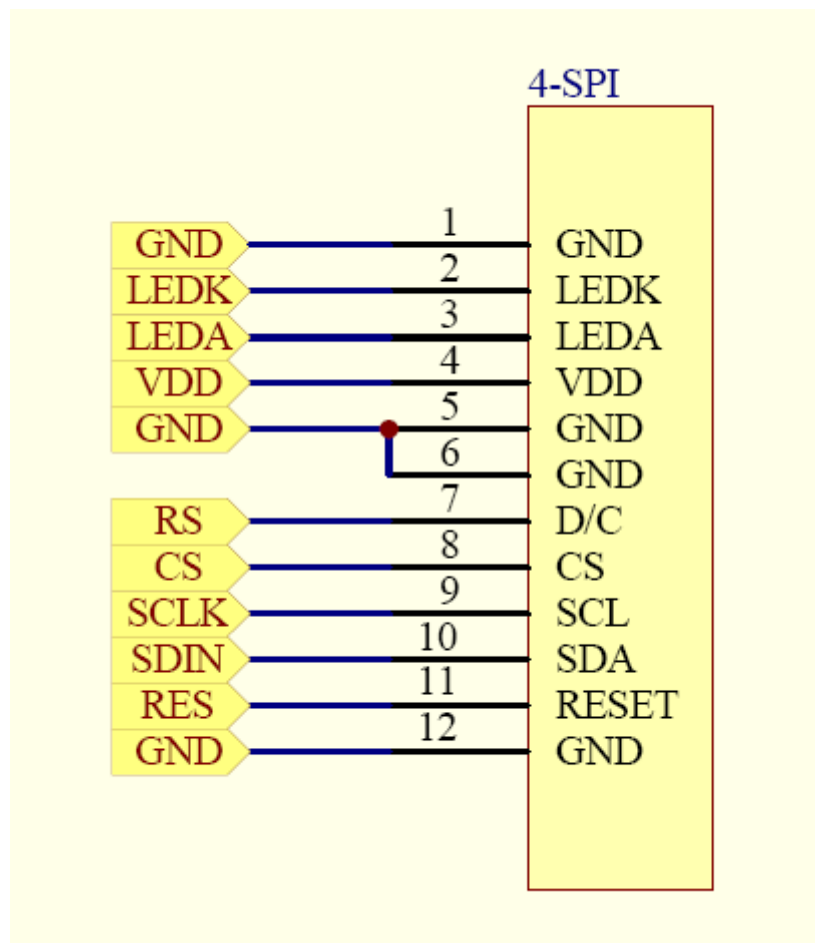 4-SPI
GND 1 GND
LEDK 2 LEDK
LEDA 3 LEDA
VDD 4 VDD
GND 5 GND
6 GND
RS 7 D/C
CS 8 CS
SCLK 9 SCL
SDIN 10 SDA
RES 11 RESET
GND 12 GND